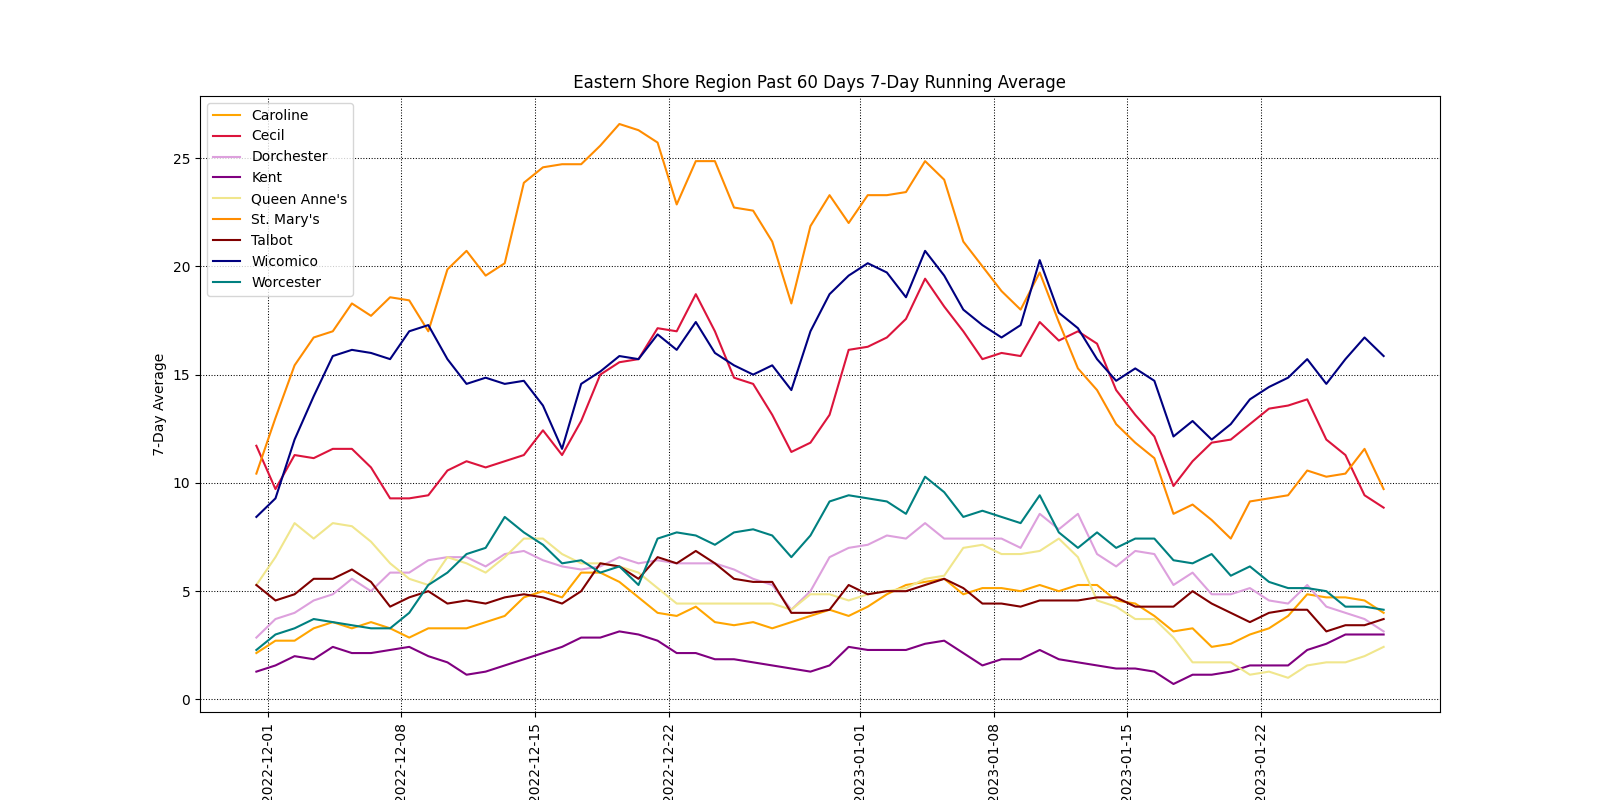 Eastern Shore Region Past 60 Days 7-Day Running Average
Caroline
Cecil
Dorchester
Kent
Queen Anne's
St. Mary's
Talbot
Wicomico
Worcester
7-Day Average
25
20
15
10
5
0
2022-12-01
2022-12-08
2022-12-15
2022-12-22
2023-01-01
2023-01-08
2023-01-15
2023-01-22